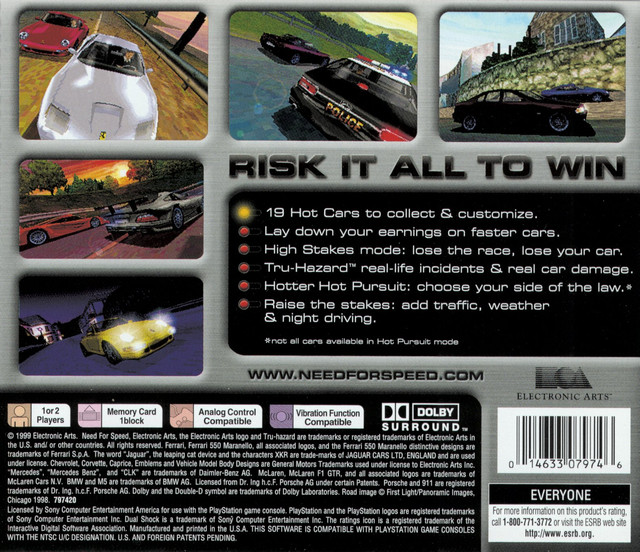 POLICE
RISK IT ALL TO WIN
19 Hot Cars to collect & customize.
Lay down your earnings on faster cars.
High Stakes mode: lose the race, lose your car.
Tru-Hazard™ real-life incidents & real car damage.
Hotter Hot Pursuit: choose your side of the law.*
Raise the stakes: add traffic, weather
& night driving.
*not all cars available in Hot Pursuit mode
WWW.NEEDFORSPEED.COM
ELECTRONIC ARTS™
1 or 2
Players
Memory Card
1block
Analog Control
Compatible
Vibration Function
Compatible
DOLBY
SURROUND™
© 1999 Electronic Arts. Need For Speed, Electronic Arts, the Electronic Arts logo and Tru-hazard are trademarks or registered trademarks of Electronic Arts in
the U.S. and/ or other countries. All rights reserved. Ferrari, Ferrari 550 Maranello, all associated logos, and the Ferrari 550 Maranello distinctive designs are
trademarks of Ferrari S.p.A. The word "Jaguar", the leaping cat device and the characters XKR are trade-marks of JAGUAR CARS LTD, ENGLAND and are used
under license. Chevrolet, Corvette, Caprice, Emblems and Vehicle Model Body Designs are General Motors Trademarks used under license to Electronic Arts Inc.
"Mercedes", "Mercedes Benz", and "CLK" are trademarks of Daimler-Benz AG. McLaren, McLaren F1 GTR, and all associated logos are trademarks of
McLaren Cars N.V. BMW and M5 are trademarks of BMW AG. Licensed from Dr. Ing h.c.F. Porsche AG under certain Patents. Porsche and 911 are registered
trademarks of Dr. Ing. h.c.F. Porsche AG. Dolby and the Double-D symbol are trademarks of Dolby Laboratories. Road image © First Light/Panoramic Images,
Chicago 1998. 797420
Licensed by Sony Computer Entertainment America for use with the PlayStation game console. PlayStation and the PlayStation logos are registered trademarks
of Sony Computer Entertainment Inc. Dual Shock is a trademark of Sony Computer Entertainment Inc. The ratings icon is a registered trademark of the
Interactive Digital Software Association. Manufactured and printed in the U.S.A. THIS SOFTWARE IS COMPATIBLE WITH PLAYSTATION GAME CONSOLES
WITH THE NTSC U/C DESIGNATION. U.S. AND FOREIGN PATENTS PENDING.
0 14633 07974 6
EVERYONE
For more information on this product's rating,
call 1-800-771-3772 or visit the ESRB web site
http://www.esrb.org.